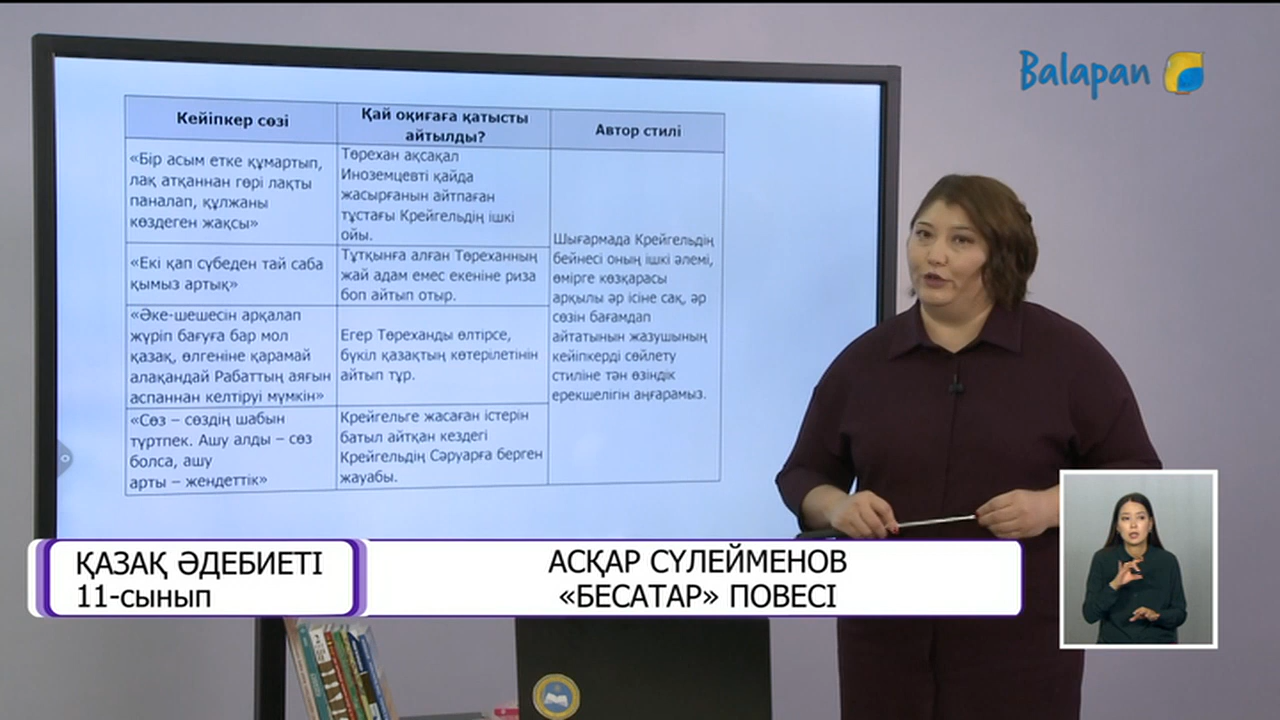 Balapan
Кейіпкер сөзі
Қай оқиғаға қатысты
айтылды?
Автор стилі
«Бір асым етке құмартып,
лақ атқаннан гөрі лақты
паналап, құлжаны
көздеген жақсы»
Төрехан ақсақал
Иноземцевті қайда
жасырғанын айтпаған
тұстағы Крейгельдің ішкі
ойы.
Шығармада Крейгельдің
бейнесі оның ішкі әлемі,
өмірге көзқарасы
арқылы әр ісіне сақ, әр
сөзін бағамдап
айтатынын жазушының
кейіпкерді сөйлету
стиліне тән өзіндік
ерекшелігін аңғарамыз.
«Екі қап сүбеден тай саба
қымыз артық»
Тұтқынға алған Төреханның
жай адам емес екеніне риза
боп айтып отыр.
«Әке-шешесін арқалап
жүріп бағуға бар мол
қазақ, өлгеніне қарамай
алақандай Рабаттың аяғын
аспаннан келтіруі мүмкін»
Егер Төреханды өлтірсе,
бүкіл қазақтың көтерілетінін
айтып тұр.
«Сөз – сөздің шабын
түртпек. Ашу алды – сөз
болса, ашу
арты – жендеттік»
Крейгельге жасаған істерін
батыл айтқан кездегі
Крейгельдің Сәруарға берген
жауабы.
ҚАЗАҚ ӘДЕБИЕТІ
11-сынып
АСҚАР СҮЛЕЙМЕНОВ
«БЕСАТАР» ПОВЕСІ